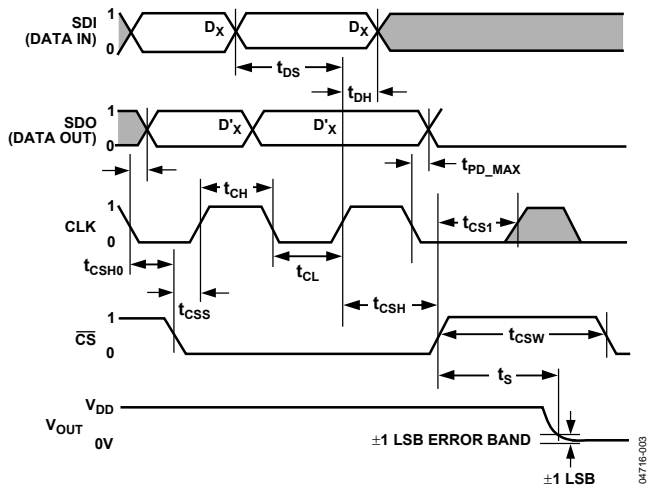 SDI
(DATA IN)
1
0
D_X
D_X
t_DS
t_DH
SDO
(DATA OUT)
1
0
D'_X
D'_X
t_PD_MAX
CLK
1
0
t_CH
t_CS1
t_CSH0
t_CL
t_CSS
t_CSH
CS
1
0
t_CSW
t_S
V_OUT
V_DD
0V
±1 LSB ERROR BAND
±1 LSB
04716-003